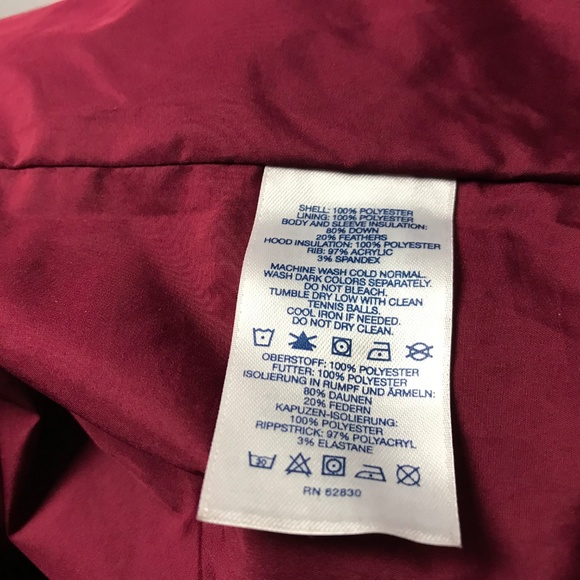 SHELL: 100% POLYESTER
LINING: 100% POLYESTER
BODY AND SLEEVE INSULATION:
80% DOWN
20% FEATHERS
HOOD INSULATION: 100% POLYESTER
RIB: 97% ACRYLIC
3% SPANDEX
MACHINE WASH COLD NORMAL.
WASH DARK COLORS SEPARATELY.
DO NOT BLEACH.
TUMBLE DRY LOW WITH CLEAN
TENNIS BALLS.
COOL IRON IF NEEDED.
DO NOT DRY CLEAN.
OBERSTOFF: 100% POLYESTER
FUTTER: 100% POLYESTER
ISOLIERUNG IN RUMPF UND ÄRMELN:
80% DAUNEN
20% FEDERN
KAPUZEN-ISOLIERUNG:
100% POLYESTER
RIPPSTRICK: 97% POLYACRYL
3% ELASTANE
RN 62830